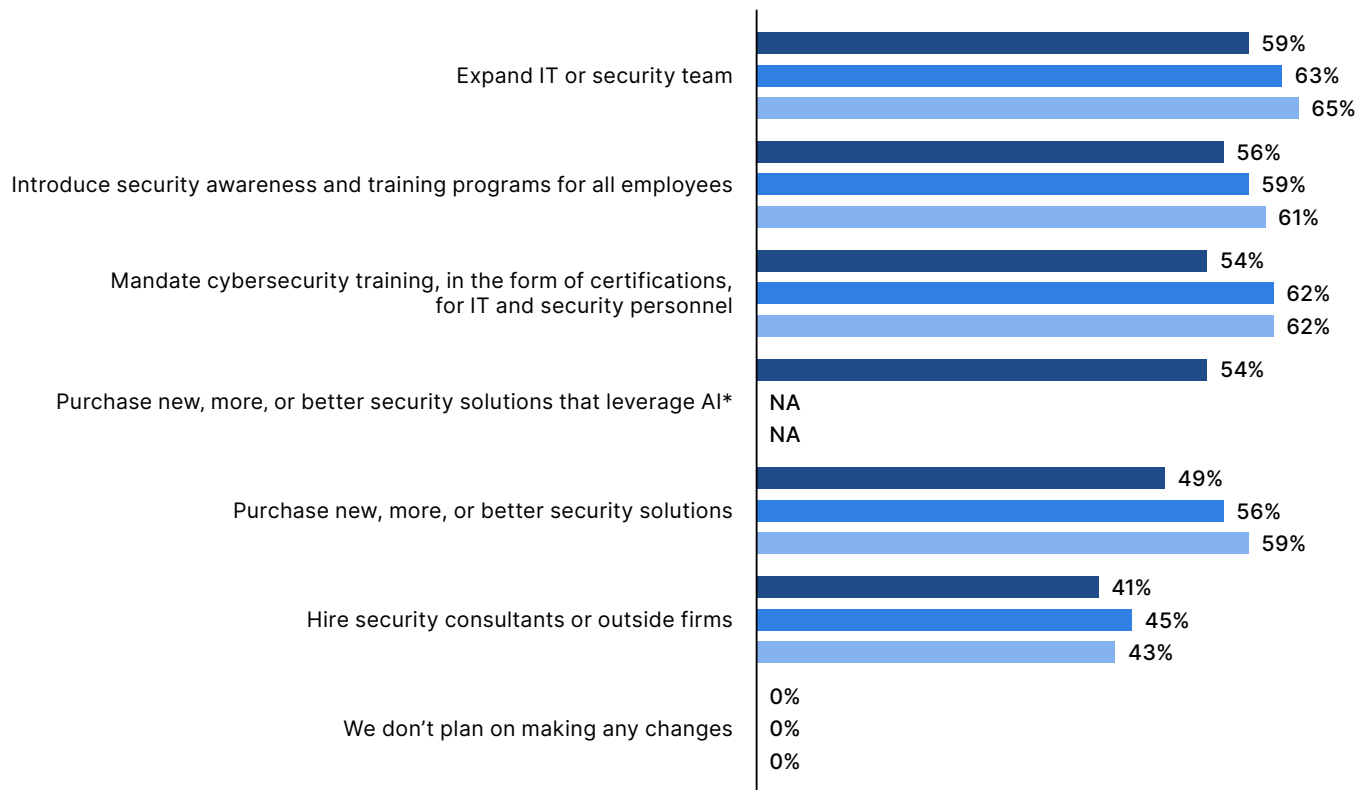 59%
Expand IT or security team
63%
65%
56%
Introduce security awareness and training programs for all employees
59%
61%
54%
Mandate cybersecurity training, in the form of certifications,
for IT and security personnel
62%
62%
54%
Purchase new, more, or better security solutions that leverage AI*
NA
NA
49%
Purchase new, more, or better security solutions
56%
59%
41%
Hire security consultants or outside firms
45%
43%
0%
We don’t plan on making any changes
0%
0%